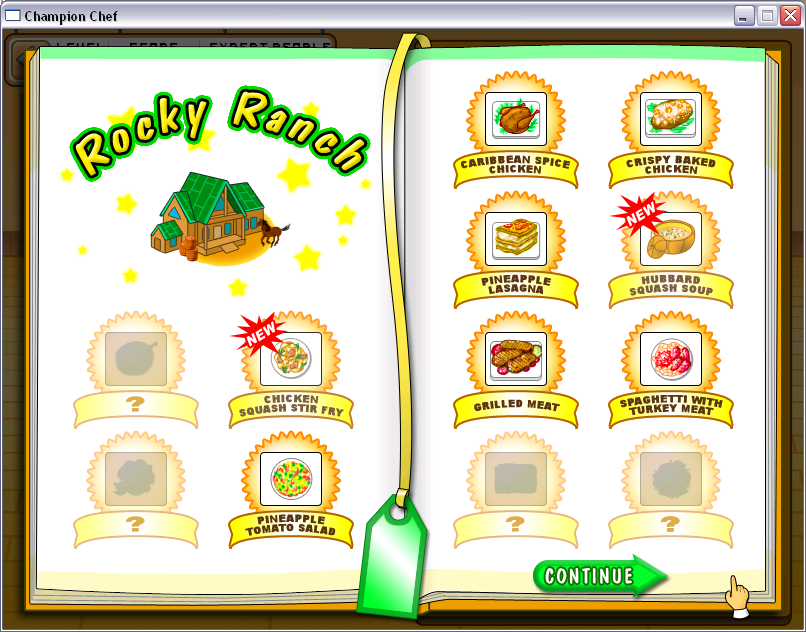 Champion Chef
Rocky Ranch
?
NEW
CHICKEN
SQUASH STIR FRY
?
PINEAPPLE
TOMATO SALAD
CARIBBEAN SPICE
CHICKEN
CRISPY BAKED
CHICKEN
PINEAPPLE
LASAGNA
NEW
HUBBARD
SQUASH SOUP
GRILLED MEAT
SPAGHETTI WITH
TURKEY MEAT
?
?
CONTINUE